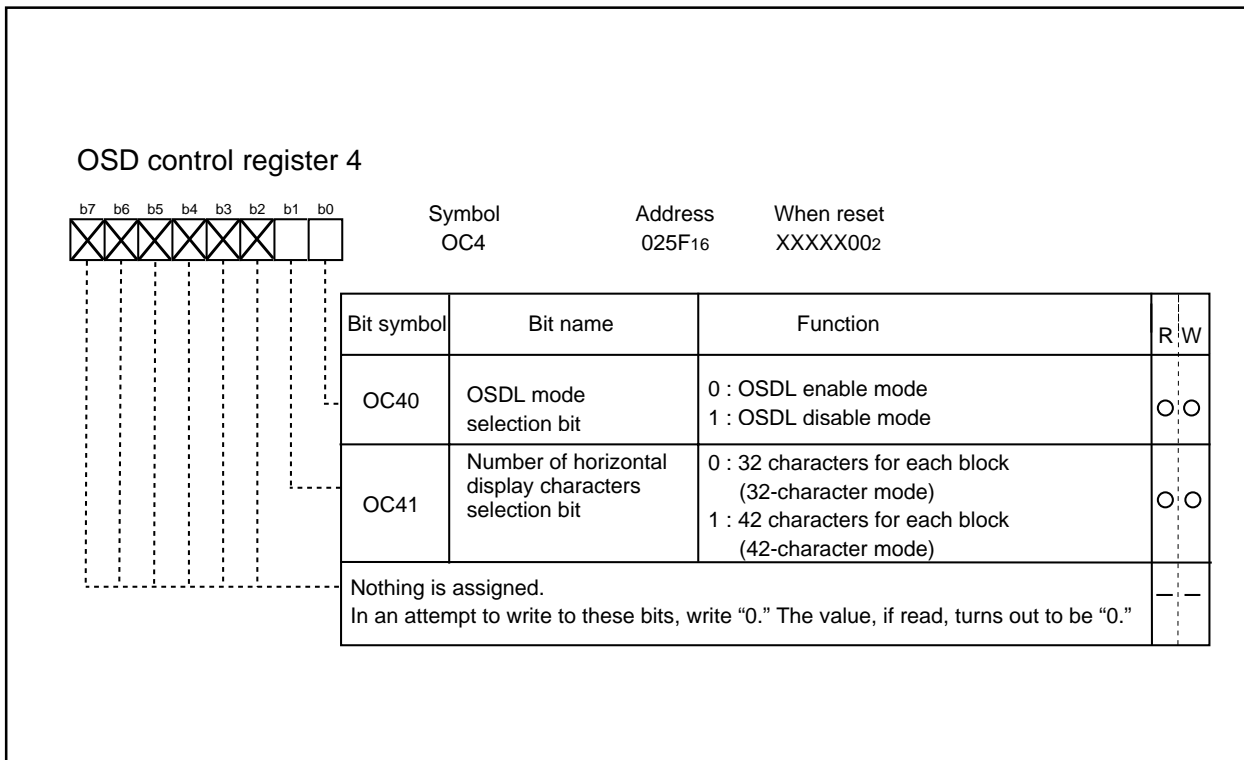 OSD control register 4
b7 b6 b5 b4 b3 b2 b1 b0
Symbol Address When reset
OC4 025F16 XXXXX002
Bit symbol Bit name Function R W
OC40 OSDL mode selection bit 0 : OSDL enable mode
1 : OSDL disable mode
OC41 Number of horizontal display characters selection bit 0 : 32 characters for each block
(32-character mode)
1 : 42 characters for each block
(42-character mode)
Nothing is assigned.
In an attempt to write to these bits, write “0.” The value, if read, turns out to be “0.”